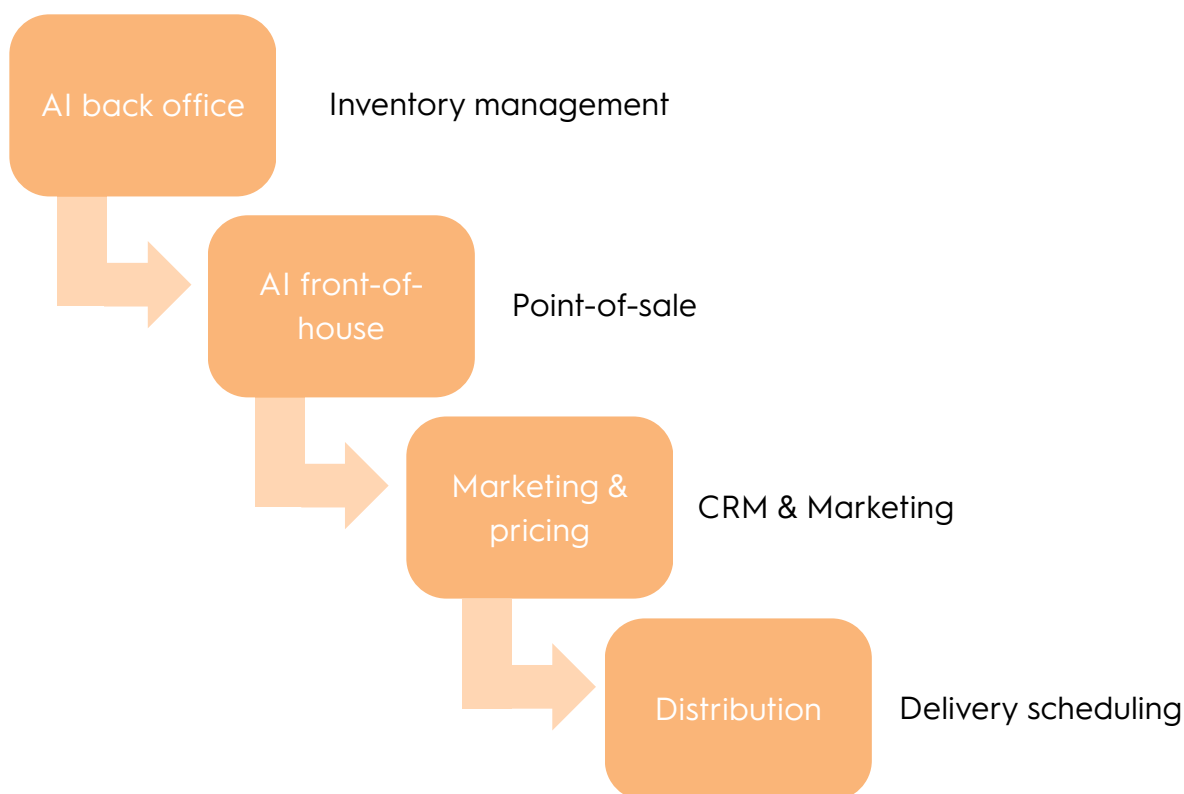 AI back office
Inventory management
AI front-of-
house
Point-of-sale
Marketing &
pricing
CRM & Marketing
Distribution
Delivery scheduling